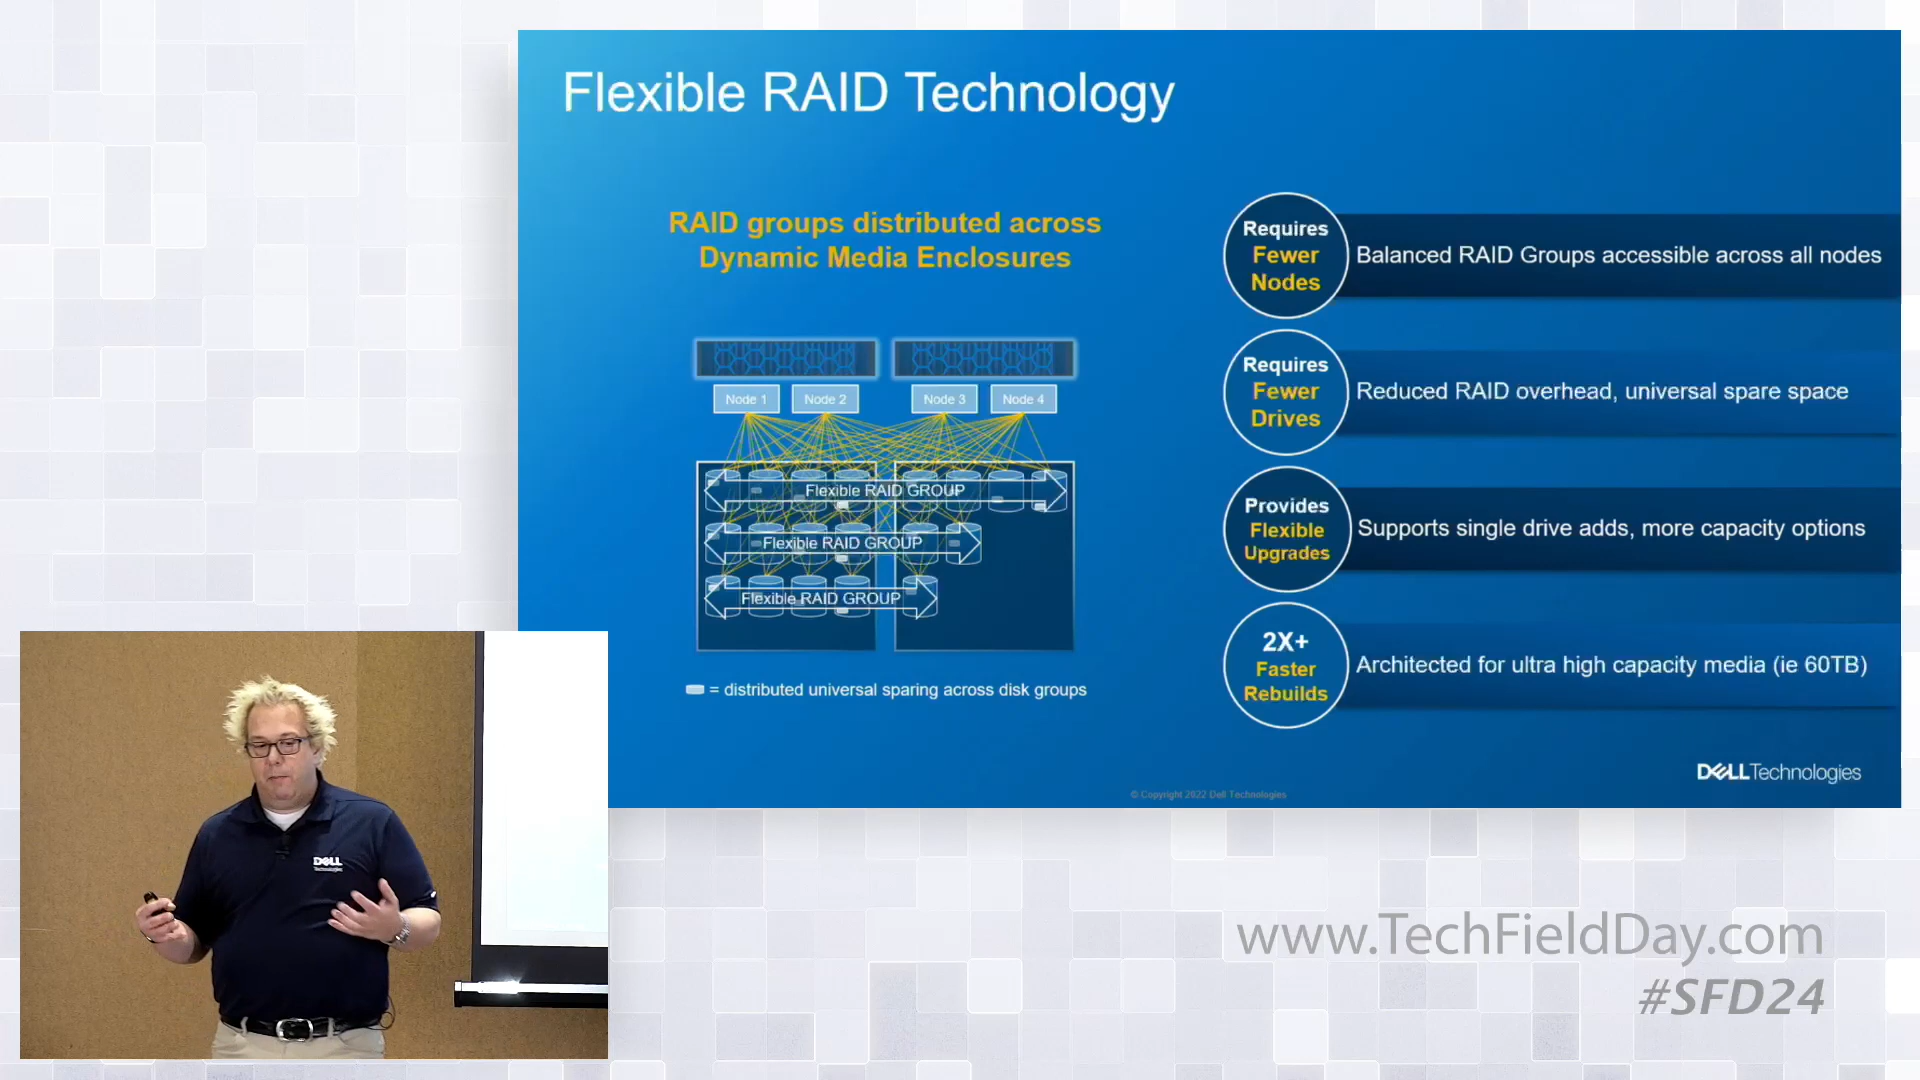 Flexible RAID Technology
RAID groups distributed across
Dynamic Media Enclosures
Node 1
Node 2
Node 3
Node 4
Flexible RAID GROUP
Flexible RAID GROUP
Flexible RAID GROUP
= distributed universal sparing across disk groups
Requires
Fewer
Nodes
Balanced RAID Groups accessible across all nodes
Requires
Fewer
Drives
Reduced RAID overhead, universal spare space
Provides
Flexible
Upgrades
Supports single drive adds, more capacity options
2X+
Faster
Rebuilds
Architected for ultra high capacity media (ie 60TB)
DELLTechnologies
© Copyright 2022 Dell Technologies
DELL
Technologies
www.TechFieldDay.com
#SFD24